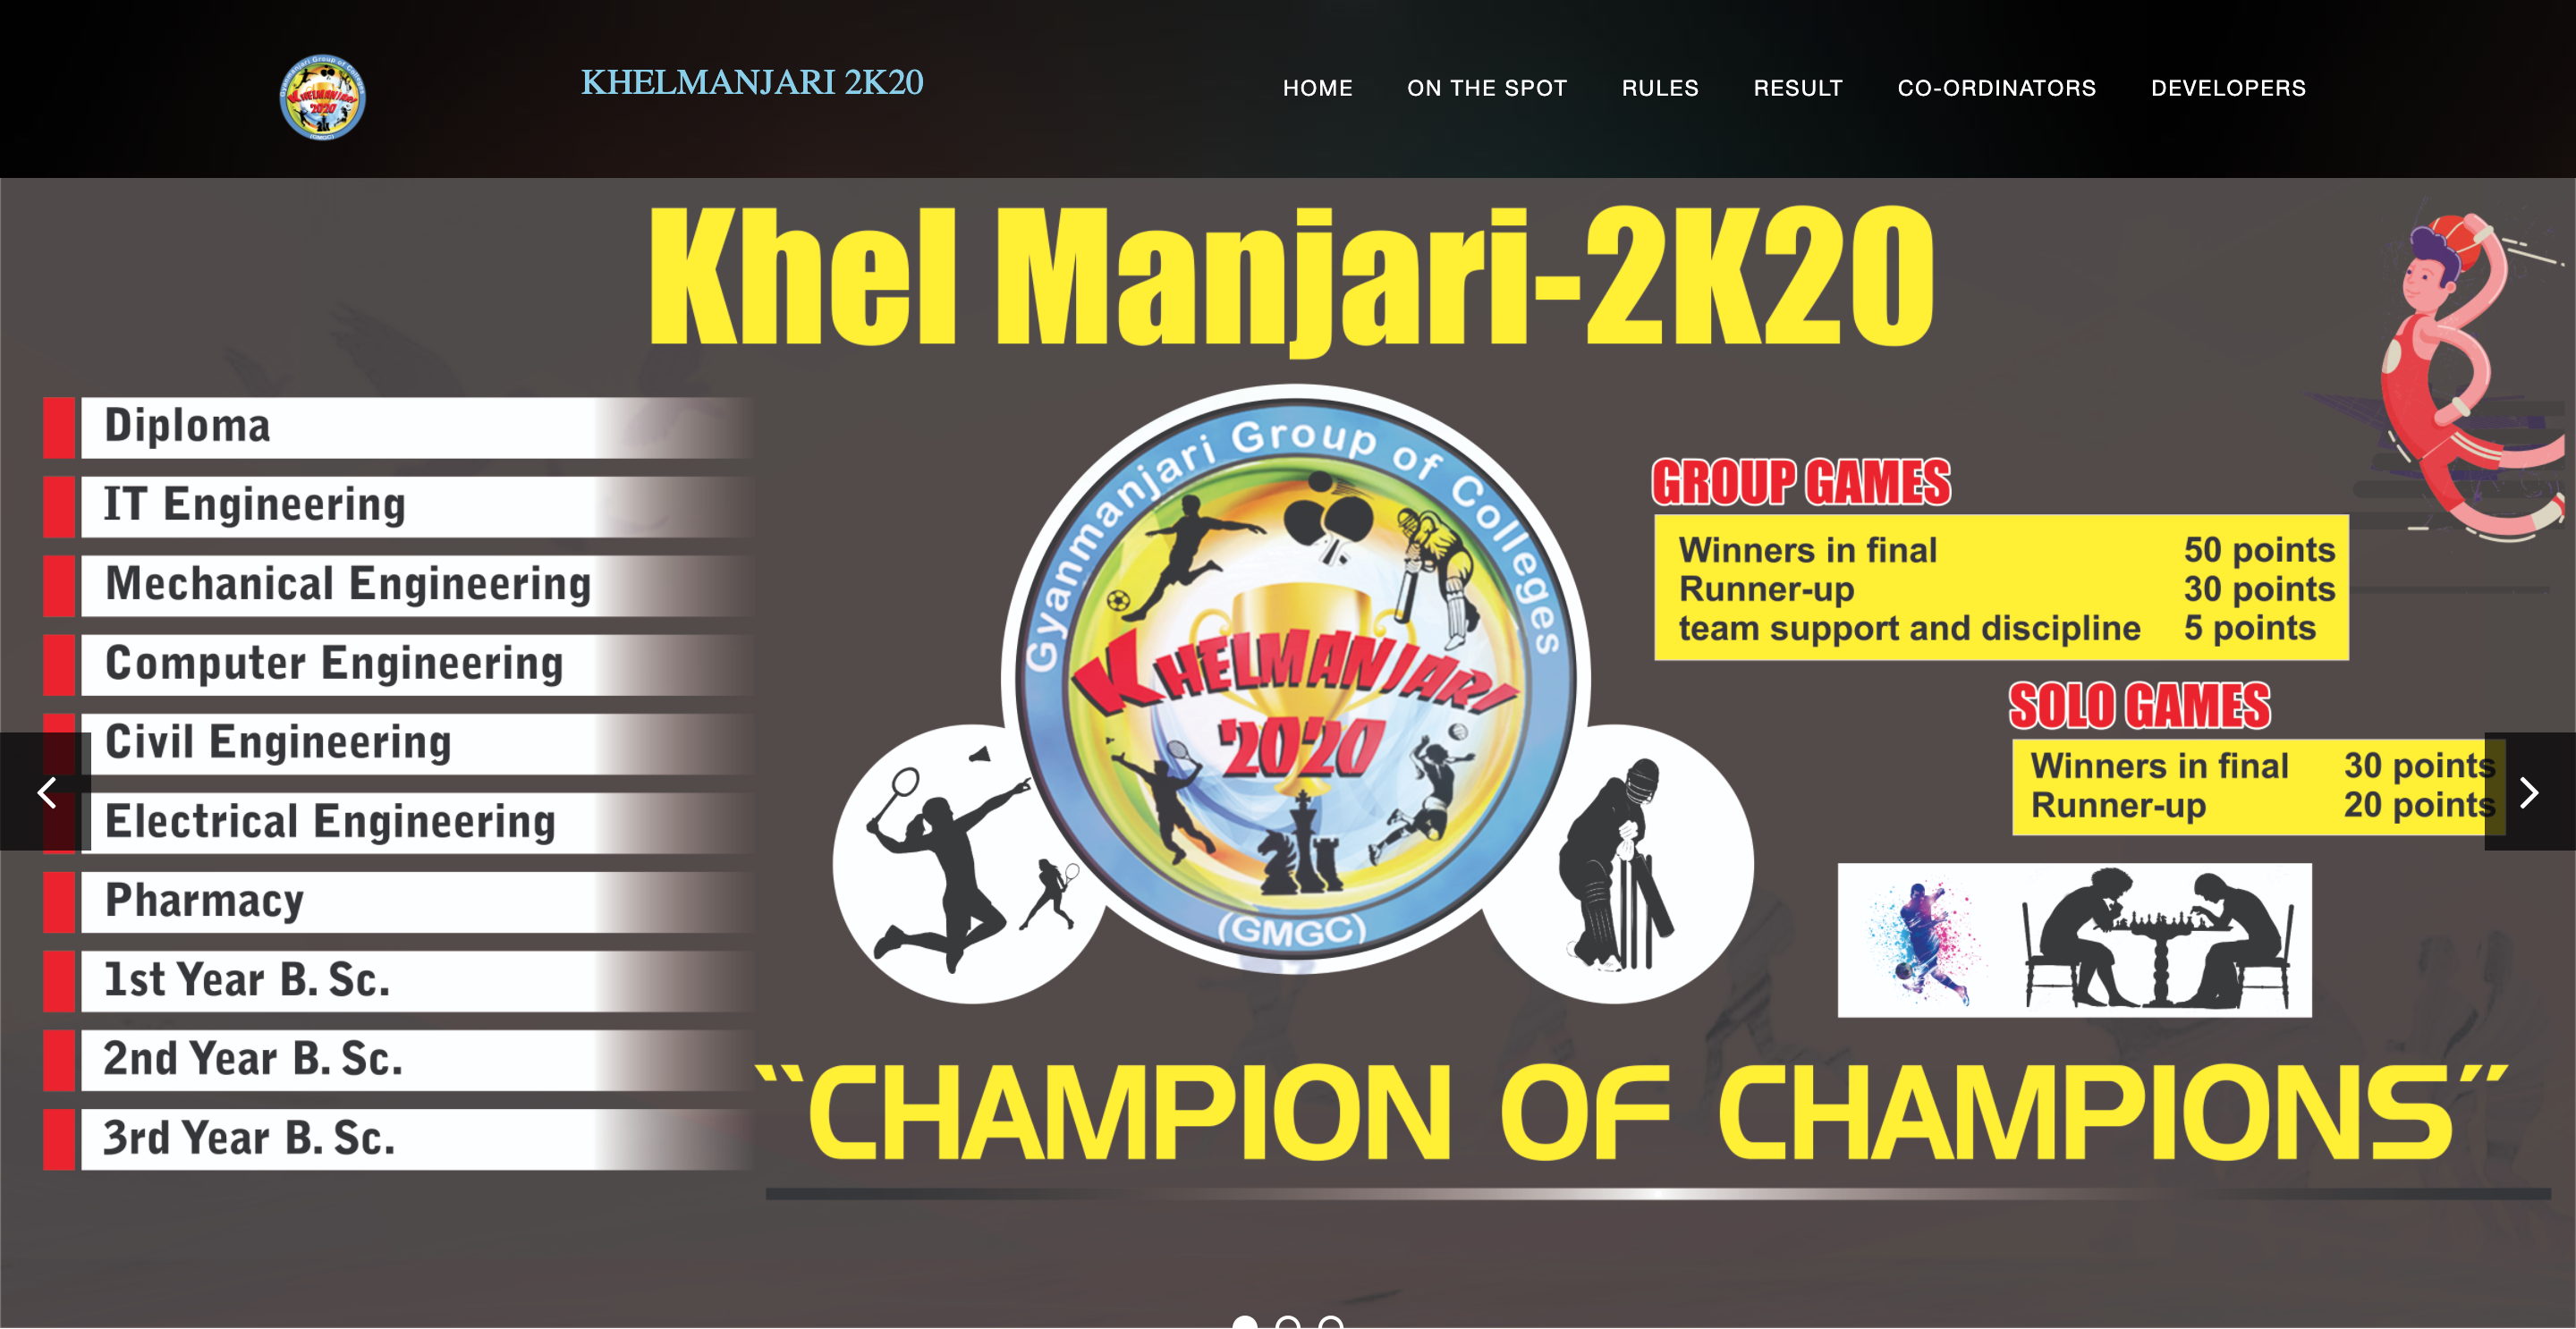 KHELMANJARI 2020
KHELMANJARI 2K20
HOME ON THE SPOT RULES RESULT CO-ORDINATORS DEVELOPERS
Khel Manjari-2K20
Diploma
IT Engineering
Mechanical Engineering
Computer Engineering
Civil Engineering
Electrical Engineering
Pharmacy
1st Year B. Sc.
2nd Year B. Sc.
3rd Year B. Sc.
Gyanmanjari Group of Colleges
KHELMANJARI
2020
(GMGC)
GROUP GAMES
Winners in final 50 points
Runner-up 30 points
team support and discipline 5 points
SOLO GAMES
Winners in final 30 points
Runner-up 20 points
“CHAMPION OF CHAMPIONS”